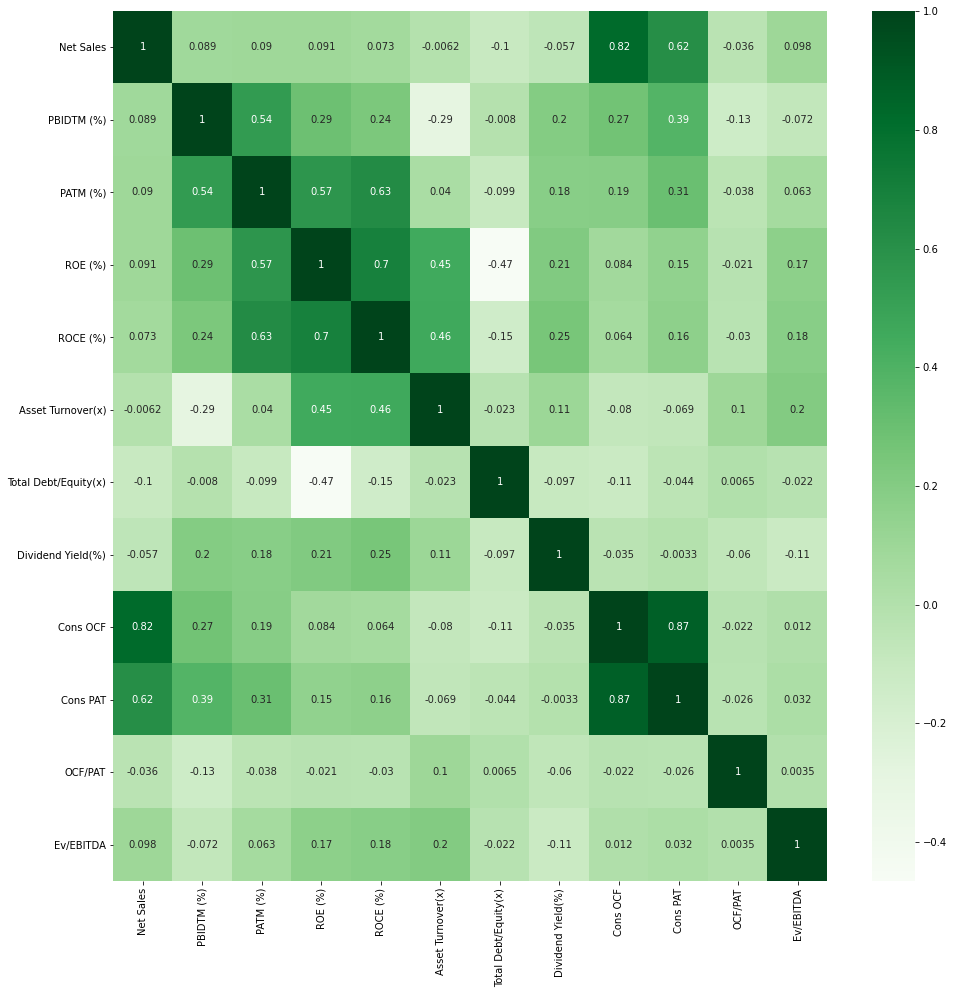 Net Sales 1 0.089 0.09 0.091 0.073 -0.0062 -0.1 -0.057 0.82 0.62 -0.036 0.098
PBIDTM (%) 0.089 1 0.54 0.29 0.24 -0.29 -0.008 0.2 0.27 0.39 -0.13 -0.072
PATM (%) 0.09 0.54 1 0.57 0.63 0.04 -0.099 0.18 0.19 0.31 -0.038 0.063
ROE (%) 0.091 0.29 0.57 1 0.7 0.45 -0.47 0.21 0.084 0.15 -0.021 0.17
ROCE (%) 0.073 0.24 0.63 0.7 1 0.46 -0.15 0.25 0.064 0.16 -0.03 0.18
Asset Turnover(x) -0.0062 -0.29 0.04 0.45 0.46 1 -0.023 0.11 -0.08 -0.069 0.1 0.2
Total Debt/Equity(x) -0.1 -0.008 -0.099 -0.47 -0.15 -0.023 1 -0.097 -0.11 -0.044 0.0065 -0.022
Dividend Yield(%) -0.057 0.2 0.18 0.21 0.25 0.11 -0.097 1 -0.035 -0.0033 -0.06 -0.11
Cons OCF 0.82 0.27 0.19 0.084 0.064 -0.08 -0.11 -0.035 1 0.87 -0.022 0.012
Cons PAT 0.62 0.39 0.31 0.15 0.16 -0.069 -0.044 -0.0033 0.87 1 -0.026 0.032
OCF/PAT -0.036 -0.13 -0.038 -0.021 -0.03 0.1 0.0065 -0.06 -0.022 -0.026 1 0.0035
Ev/EBITDA 0.098 -0.072 0.063 0.17 0.18 0.2 -0.022 -0.11 0.012 0.032 0.0035 1
Net Sales
PBIDTM (%)
PATM (%)
ROE (%)
ROCE (%)
Asset Turnover(x)
Total Debt/Equity(x)
Dividend Yield(%)
Cons OCF
Cons PAT
OCF/PAT
Ev/EBITDA
1.0
0.8
0.6
0.4
0.2
0.0
−0.2
−0.4